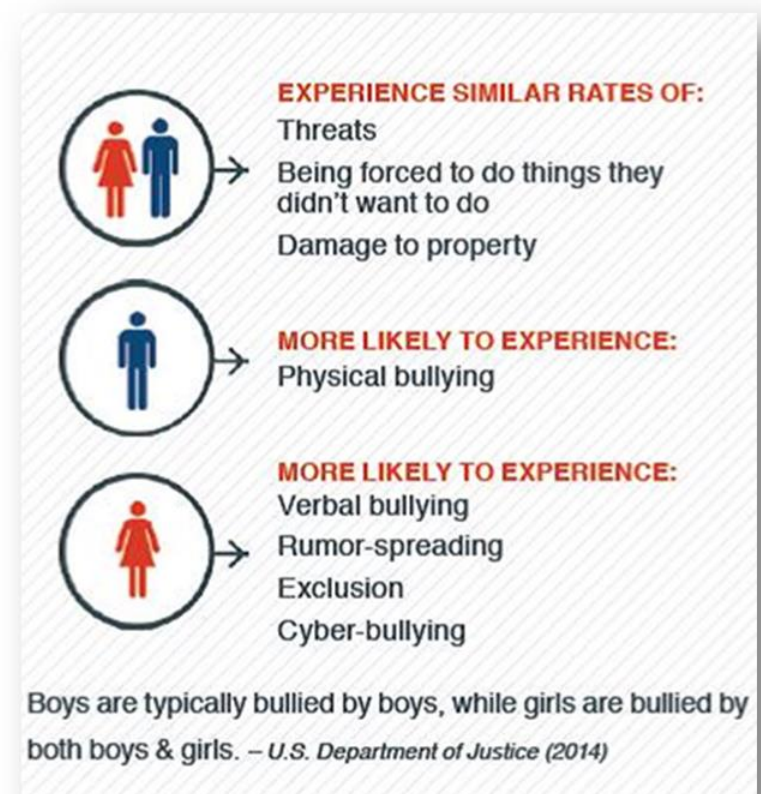 EXPERIENCE SIMILAR RATES OF:
Threats
Being forced to do things they
didn't want to do
Damage to property
MORE LIKELY TO EXPERIENCE:
Physical bullying
MORE LIKELY TO EXPERIENCE:
Verbal bullying
Rumor-spreading
Exclusion
Cyber-bullying
Boys are typically bullied by boys, while girls are bullied by
both boys & girls. – U.S. Department of Justice (2014)